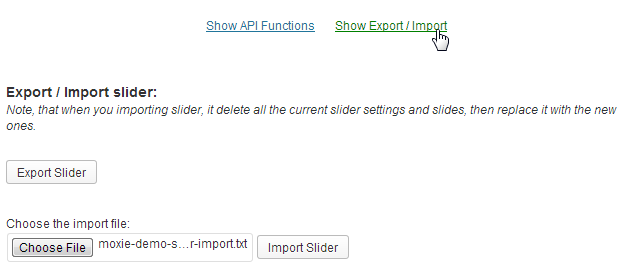 Show API Functions Show Export / Import
Export / Import slider:
Note, that when you importing slider, it delete all the current slider settings and slides, then replace it with the new
ones.
Export Slider
Choose the import file:
Choose File moxie-demo-s...r-import.txt Import Slider